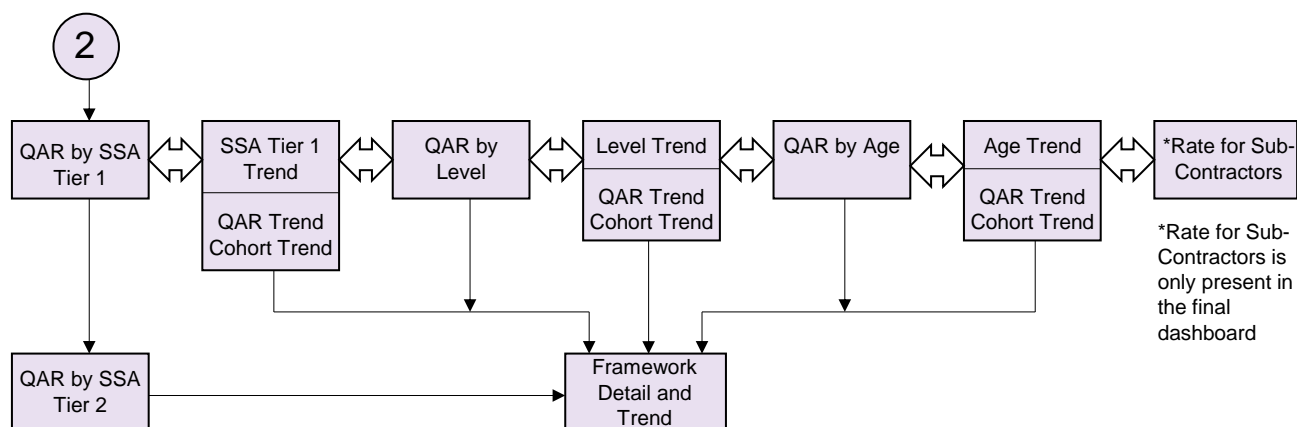 2
QAR by SSA
Tier 1
SSA Tier 1
Trend
QAR Trend
Cohort Trend
QAR by
Level
Level Trend
QAR Trend
Cohort Trend
QAR by Age
Age Trend
QAR Trend
Cohort Trend
*Rate for Sub-
Contractors
*Rate for Sub-
Contractors is
only present in
the final
dashboard
QAR by SSA
Tier 2
Framework
Detail and
Trend